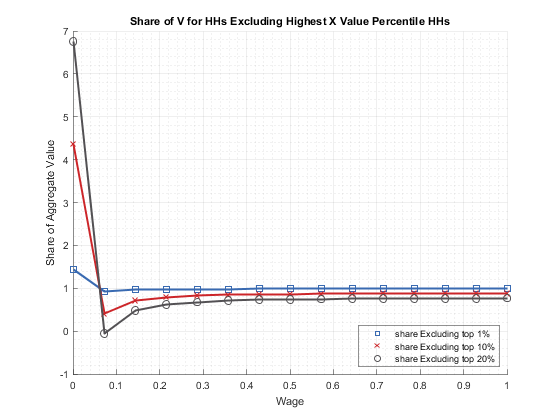 Share of V for HHs Excluding Highest X Value Percentile HHs
7
6
5
4
3
2
1
0
-1
Share of Aggregate Value
share Excluding top 1%
share Excluding top 10%
share Excluding top 20%
0 0.1 0.2 0.3 0.4 0.5 0.6 0.7 0.8 0.9 1
Wage